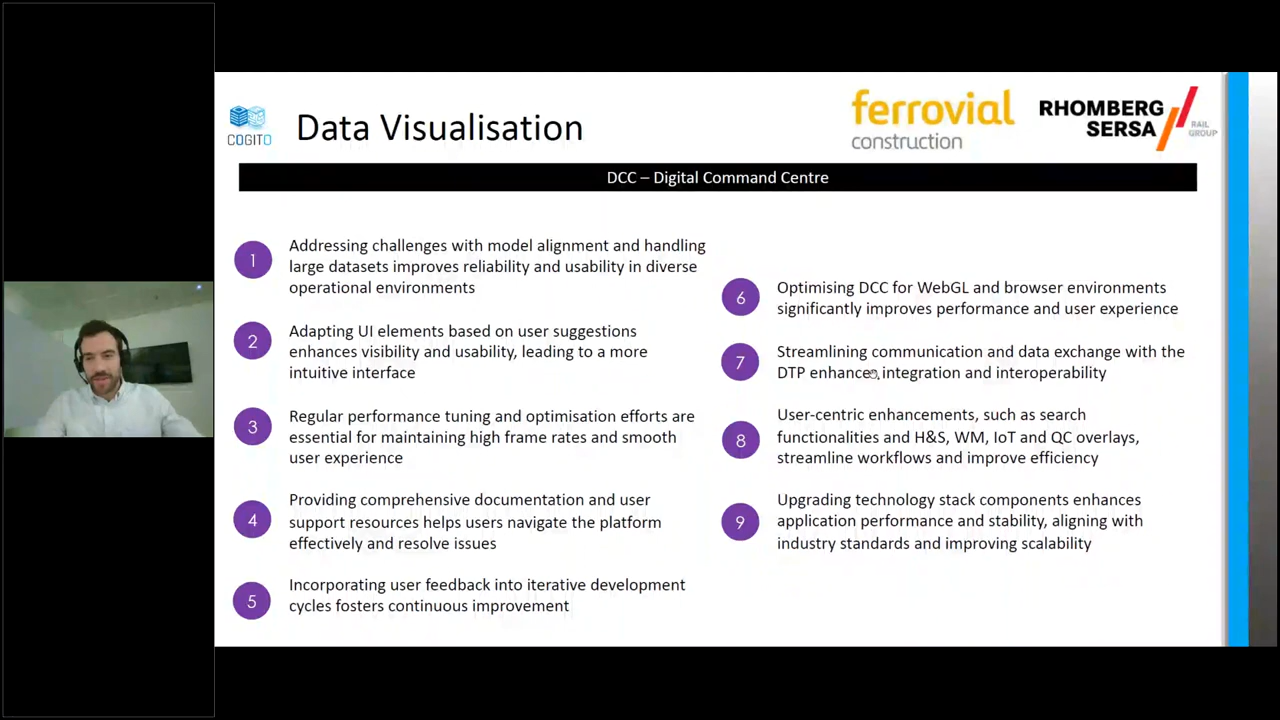 COGITO
Data Visualisation
ferrovial
construction
RHOMBERG
SERSA
RAIL
GROUP
DCC – Digital Command Centre
1
Addressing challenges with model alignment and handling
large datasets improves reliability and usability in diverse
operational environments
2
Adapting UI elements based on user suggestions
enhances visibility and usability, leading to a more
intuitive interface
3
Regular performance tuning and optimisation efforts are
essential for maintaining high frame rates and smooth
user experience
4
Providing comprehensive documentation and user
support resources helps users navigate the platform
effectively and resolve issues
5
Incorporating user feedback into iterative development
cycles fosters continuous improvement
6
Optimising DCC for WebGL and browser environments
significantly improves performance and user experience
7
Streamlining communication and data exchange with the
DTP enhances integration and interoperability
8
User-centric enhancements, such as search
functionalities and H&S, WM, IoT and QC overlays,
streamline workflows and improve efficiency
9
Upgrading technology stack components enhances
application performance and stability, aligning with
industry standards and improving scalability